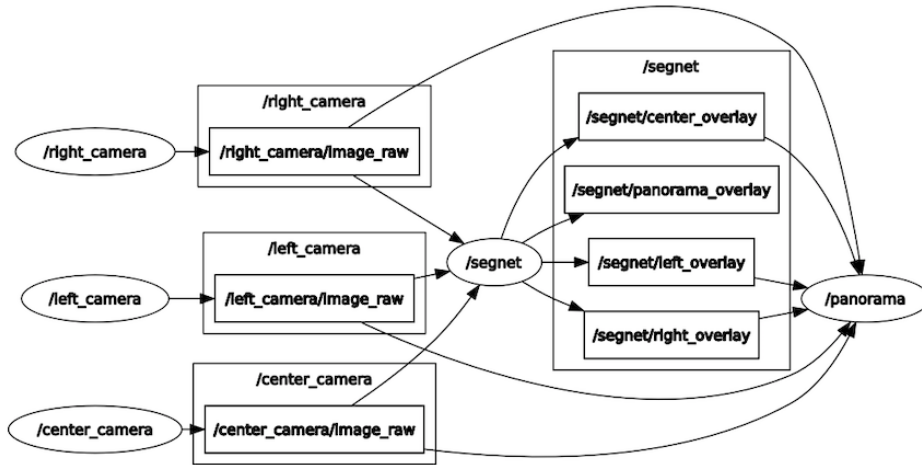 /right_camera
/right_camera
/right_camera/image_raw
/left_camera
/left_camera
/left_camera/image_raw
/center_camera
/center_camera
/center_camera/image_raw
/segnet
/segnet
/segnet/center_overlay
/segnet/panorama_overlay
/segnet/left_overlay
/segnet/right_overlay
/panorama